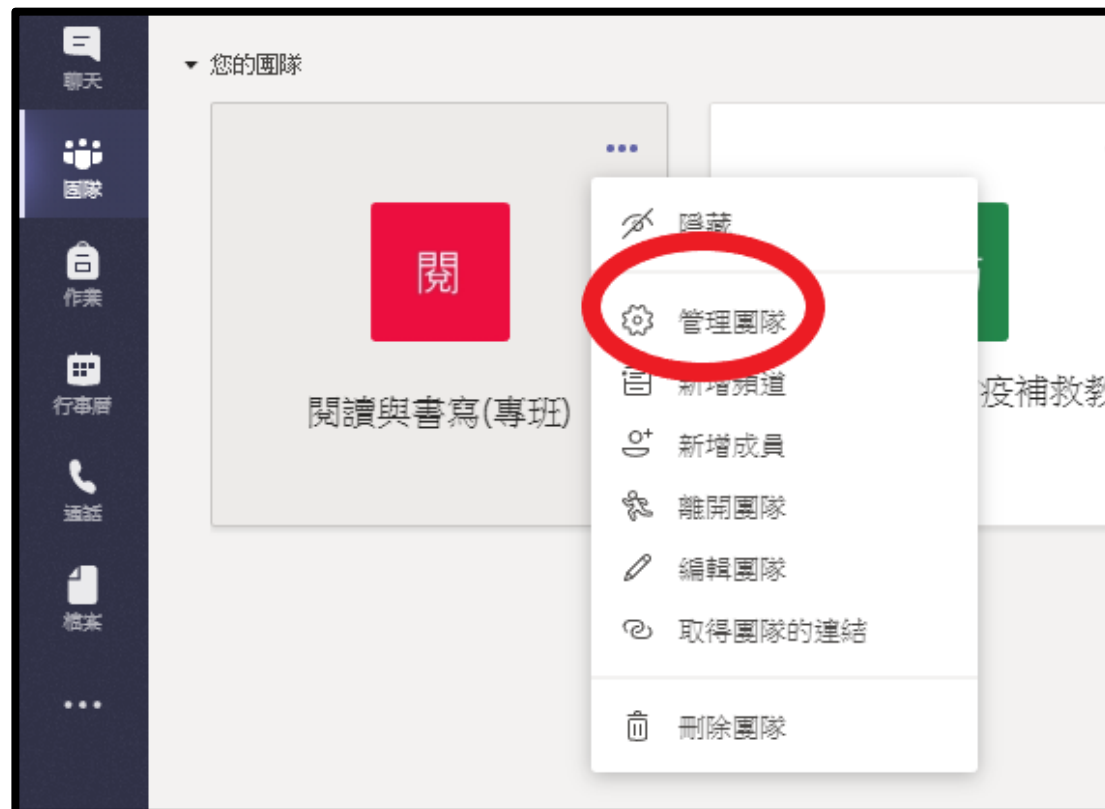 聊天
團隊
作業
行事曆
通話
檔案
您的團隊
閱
閱讀與書寫(專班)
隱藏
管理團隊
新增頻道
新增成員
離開團隊
編輯團隊
取得團隊的連結
刪除團隊
疫補救教